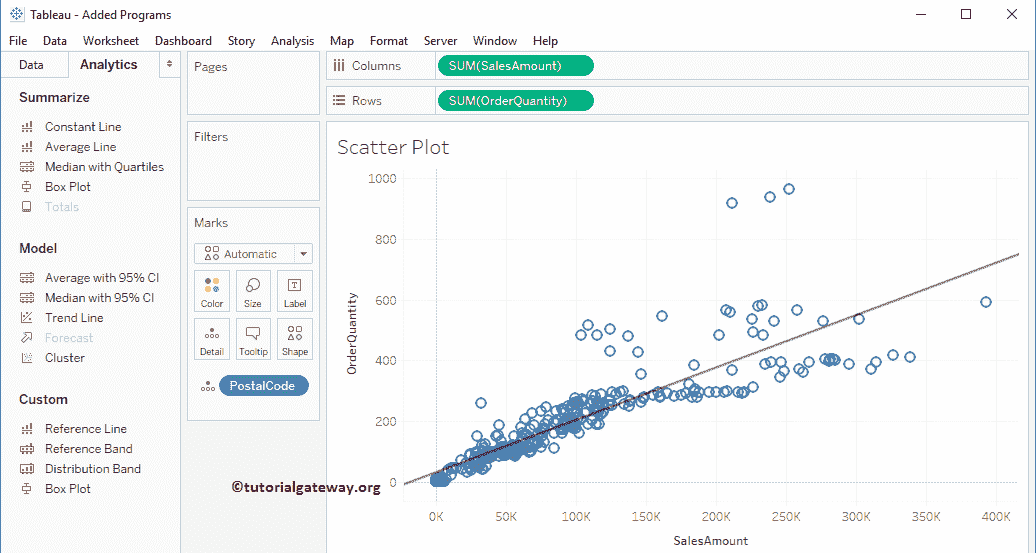 Tableau - Added Programs
File Data Worksheet Dashboard Story Analysis Map Format Server Window Help
Data Analytics
Summarize
Constant Line
Average Line
Median with Quartiles
Box Plot
Totals
Model
Average with 95% CI
Median with 95% CI
Trend Line
Forecast
Cluster
Custom
Reference Line
Reference Band
Distribution Band
Box Plot
Pages
Filters
Marks
Automatic
Color Size Label
Detail Tooltip Shape
PostalCode
Columns SUM(SalesAmount)
Rows SUM(OrderQuantity)
Scatter Plot
OrderQuantity
1000
800
600
400
200
0
0K 50K 100K 150K 200K 250K 300K 350K 400K
SalesAmount
©tutorialgateway.org